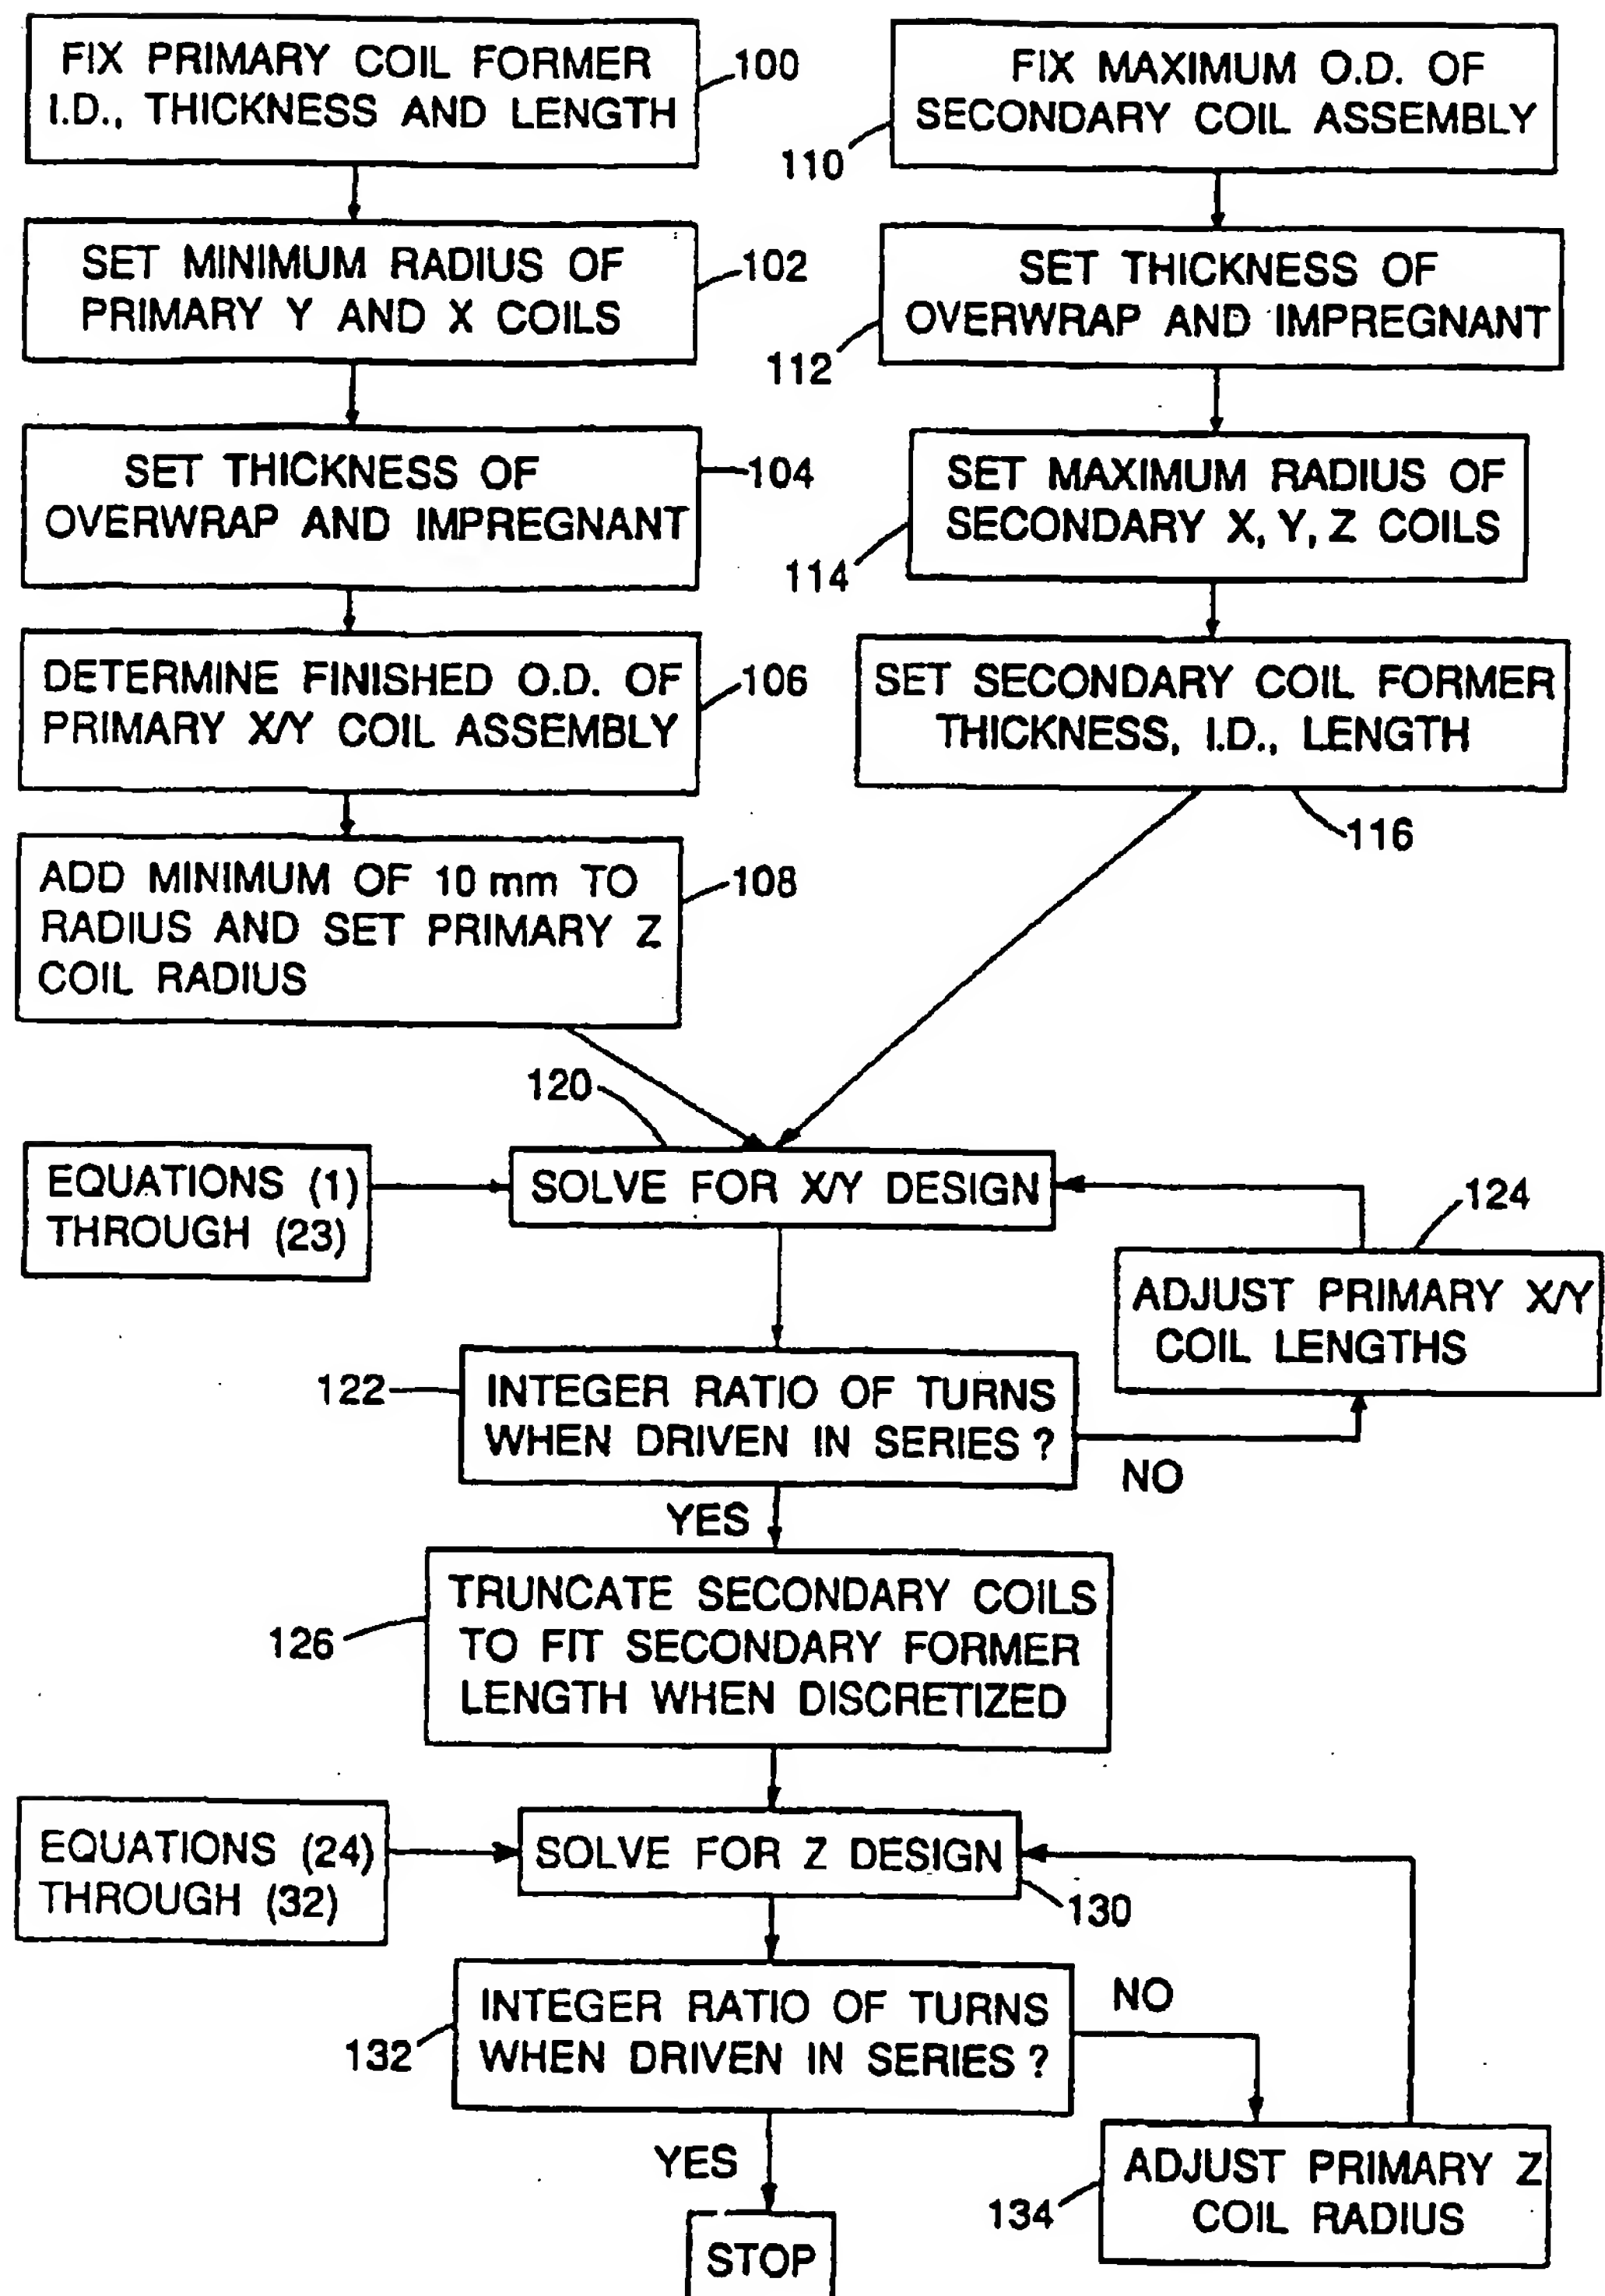 FIX PRIMARY COIL FORMER
I.D., THICKNESS AND LENGTH
100
SET MINIMUM RADIUS OF
PRIMARY Y AND X COILS
102
SET THICKNESS OF
OVERWRAP AND IMPREGNANT
104
DETERMINE FINISHED O.D. OF
PRIMARY X/Y COIL ASSEMBLY
106
ADD MINIMUM OF 10 mm TO
RADIUS AND SET PRIMARY Z
COIL RADIUS
108
FIX MAXIMUM O.D. OF
SECONDARY COIL ASSEMBLY
110
SET THICKNESS OF
OVERWRAP AND IMPREGNANT
112
SET MAXIMUM RADIUS OF
SECONDARY X, Y, Z COILS
114
SET SECONDARY COIL FORMER
THICKNESS, I.D., LENGTH
116
120
EQUATIONS (1)
THROUGH (23)
SOLVE FOR X/Y DESIGN
124
ADJUST PRIMARY X/Y
COIL LENGTHS
122
INTEGER RATIO OF TURNS
WHEN DRIVEN IN SERIES ?
NO
YES
126
TRUNCATE SECONDARY COILS
TO FIT SECONDARY FORMER
LENGTH WHEN DISCRETIZED
EQUATIONS (24)
THROUGH (32)
SOLVE FOR Z DESIGN
130
132
INTEGER RATIO OF TURNS
WHEN DRIVEN IN SERIES ?
NO
YES
134
ADJUST PRIMARY Z
COIL RADIUS
STOP